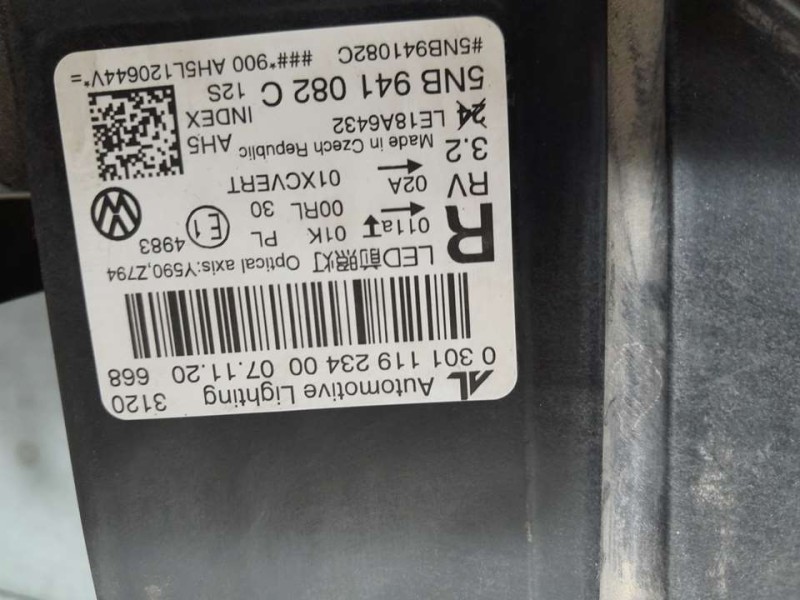 AL Automotive Lighting 3120
0 301 119 234 00 07.11.20 668
LED前照灯 Optical axis:Y590,Z794
R 011a 01K PL E1 4983
RV 02A 00RL 30
3.2 01XCVERT
Made in Czech Republic AH5
24 LE18A6432 INDEX
5NB 941 082 C 12S
#5NB941082C ###*900 AH5L120644V*=